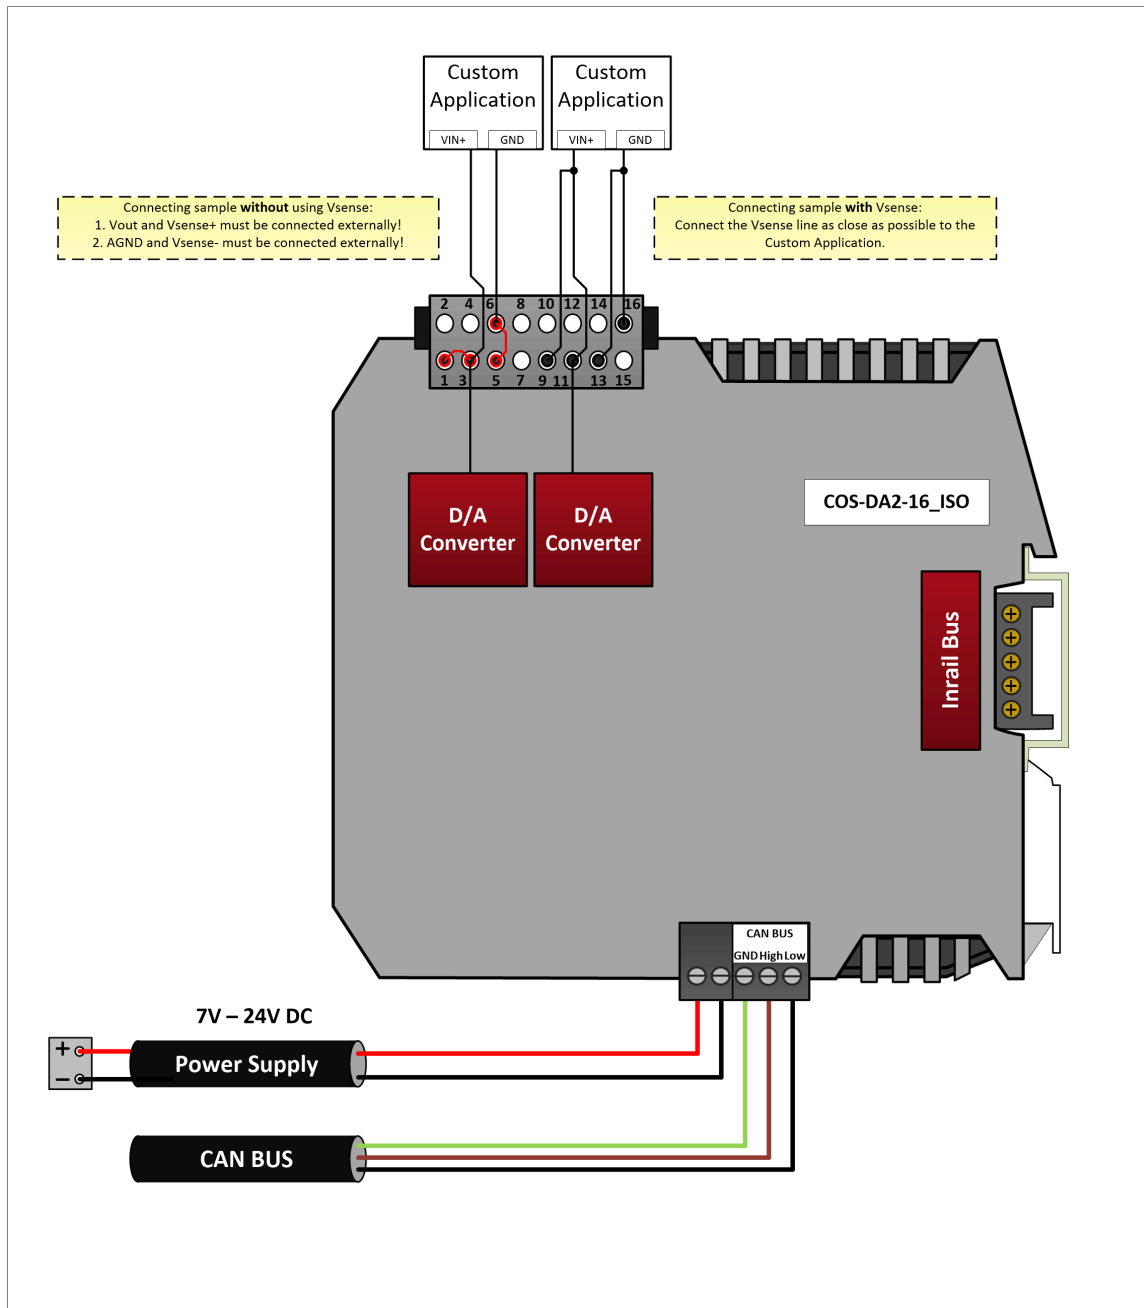 Custom
Application
VIN+ GND
Custom
Application
VIN+ GND
Connecting sample without using Vsense:
1. Vout and Vsense+ must be connected externally!
2. AGND and Vsense- must be connected externally!
Connecting sample with Vsense:
Connect the Vsense line as close as possible to the
Custom Application.
2 4 6 8 10 12 14 16
1 3 5 7 9 11 13 15
D/A
Converter
D/A
Converter
COS-DA2-16_ISO
Inrail Bus
CAN BUS
GND High Low
7V – 24V DC
+
Power Supply
–
CAN BUS